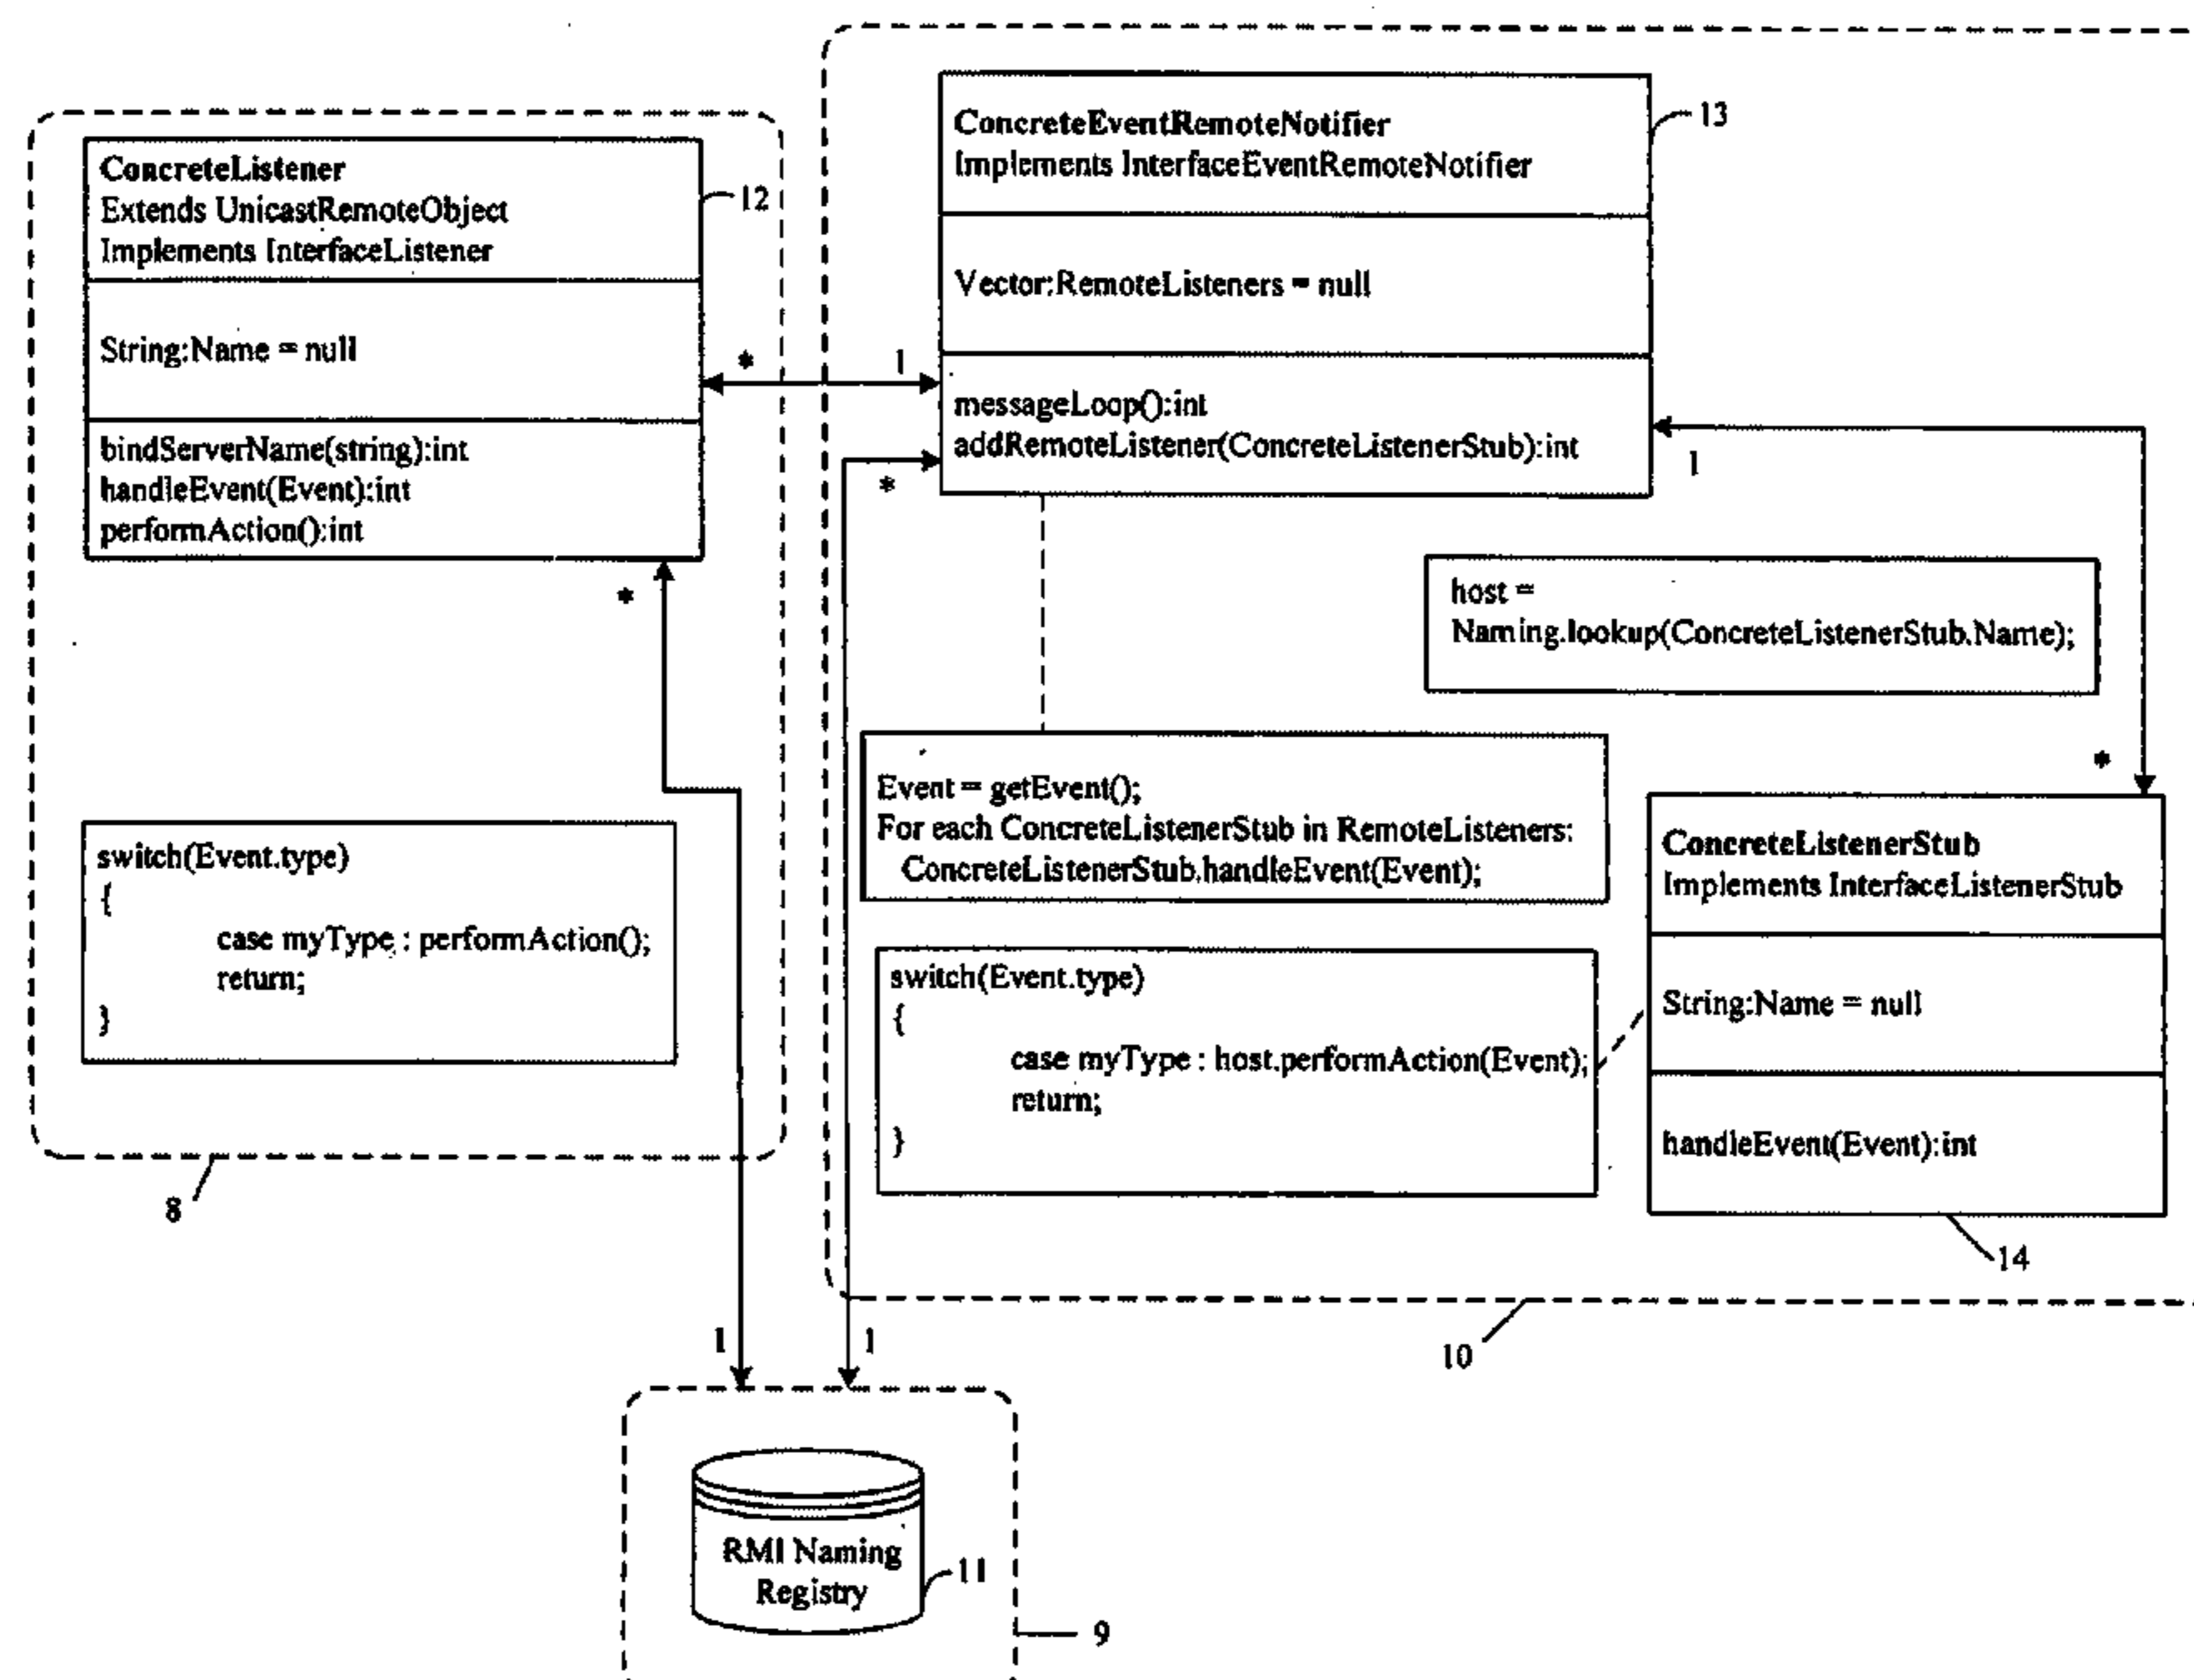 ConcreteListener
Extends UnicastRemoteObject
Implements InterfaceListener
12
String:Name = null
bindServerName(string):int
handleEvent(Event):int
performAction():int
*
1
*
switch(Event.type)
{
case myType : performAction();
return;
}
8
ConcreteEventRemoteNotifier
Implements InterfaceEventRemoteNotifier
13
Vector:RemoteListeners = null
messageLoop():int
addRemoteListener(ConcreteListenerStub):int
*
1
host =
Naming.lookup(ConcreteListenerStub.Name);
*
Event = getEvent();
For each ConcreteListenerStub in RemoteListeners:
ConcreteListenerStub.handleEvent(Event);
switch(Event.type)
{
case myType : host.performAction(Event);
return;
}
ConcreteListenerStub
Implements InterfaceListenerStub
String:Name = null
handleEvent(Event):int
14
10
1
1
RMI Naming
Registry
11
9